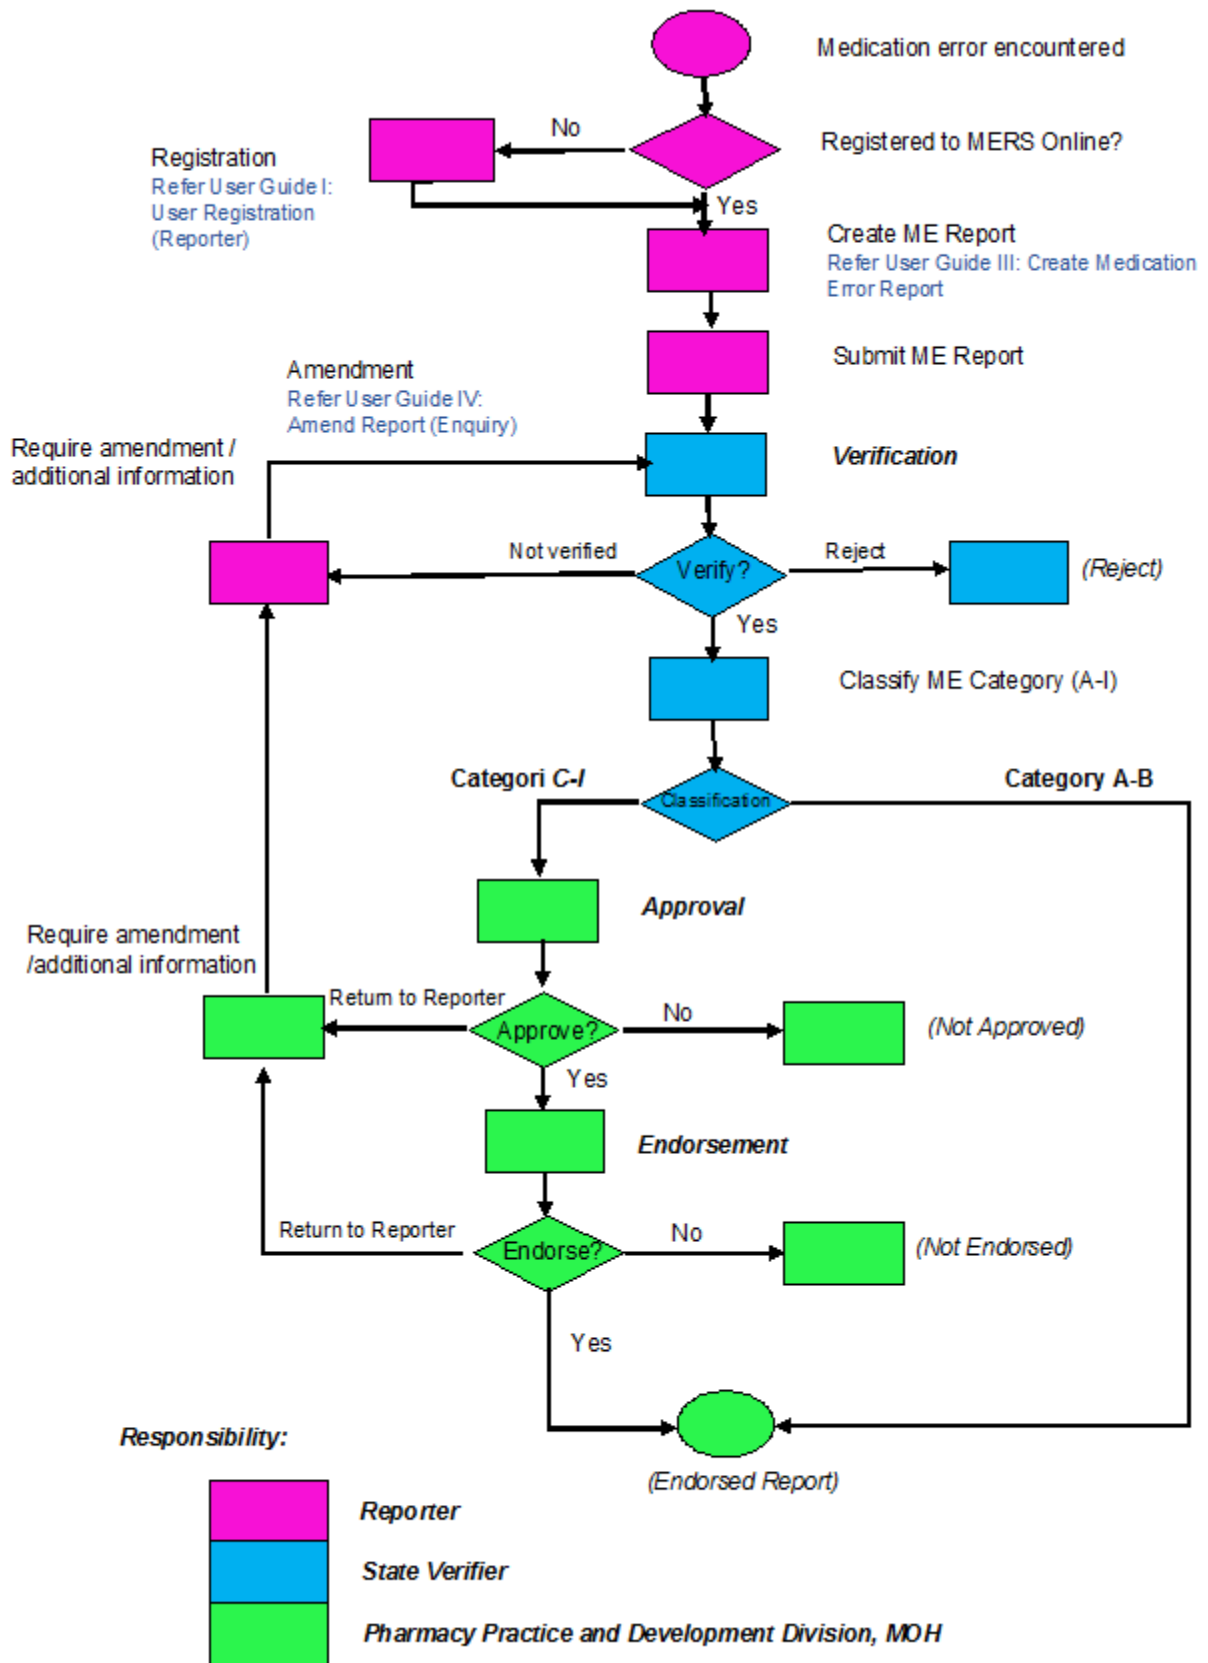 Medication error encountered
No
Registered to MERS Online?
Registration
Refer User Guide I:
User Registration
(Reporter)
Yes
Create ME Report
Refer User Guide III: Create Medication
Error Report
Submit ME Report
Amendment
Refer User Guide IV:
Amend Report (Enquiry)
Require amendment /
additional information
Verification
Not verified
Verify?
Reject
(Reject)
Yes
Classify ME Category (A-I)
Categori C-I
Classification
Category A-B
Approval
Require amendment
/additional information
Return to Reporter
Approve?
No
(Not Approved)
Yes
Endorsement
Return to Reporter
Endorse?
No
(Not Endorsed)
Yes
(Endorsed Report)
Responsibility:
Reporter
State Verifier
Pharmacy Practice and Development Division, MOH